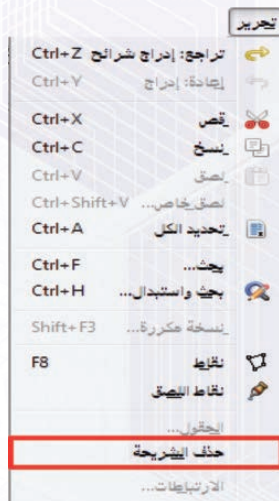 تحرير
تراجع: إدراج شرائح Ctrl+Z
إعادة: إدراج Ctrl+Y
قص Ctrl+X
نسخ Ctrl+C
لصق Ctrl+V
لصق خاص... Ctrl+Shift+V
تحديد الكل Ctrl+A
بحث... Ctrl+F
بحث واستبدال... Ctrl+H
نسخة مكررة... Shift+F3
نقاط F8
نقاط اللصق
الحقول...
حذف الشريحة
الارتباطات...